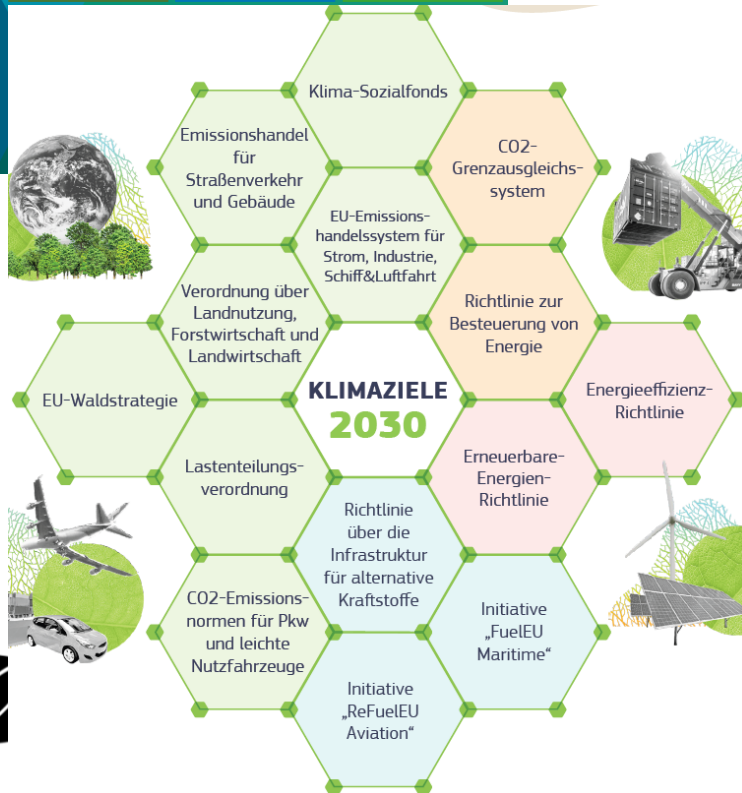 Klima-Sozialfonds
Emissionshandel
für
Straßenverkehr
und Gebäude
CO2-
Grenzausgleichs-
system
EU-Emissions-
handelssystem für
Strom, Industrie,
Schiff&Luftfahrt
Verordnung über
Landnutzung,
Forstwirtschaft und
Landwirtschaft
Richtlinie zur
Besteuerung von
Energie
EU-Waldstrategie
KLIMAZIELE
2030
Energieeffizienz-
Richtlinie
Lastenteilungs-
verordnung
Erneuerbare-
Energien-
Richtlinie
Richtlinie
über die
Infrastruktur
für alternative
Kraftstoffe
CO2-Emissions-
normen für Pkw
und leichte
Nutzfahrzeuge
Initiative
„FuelEU
Maritime“
Initiative
„ReFuelEU
Aviation“